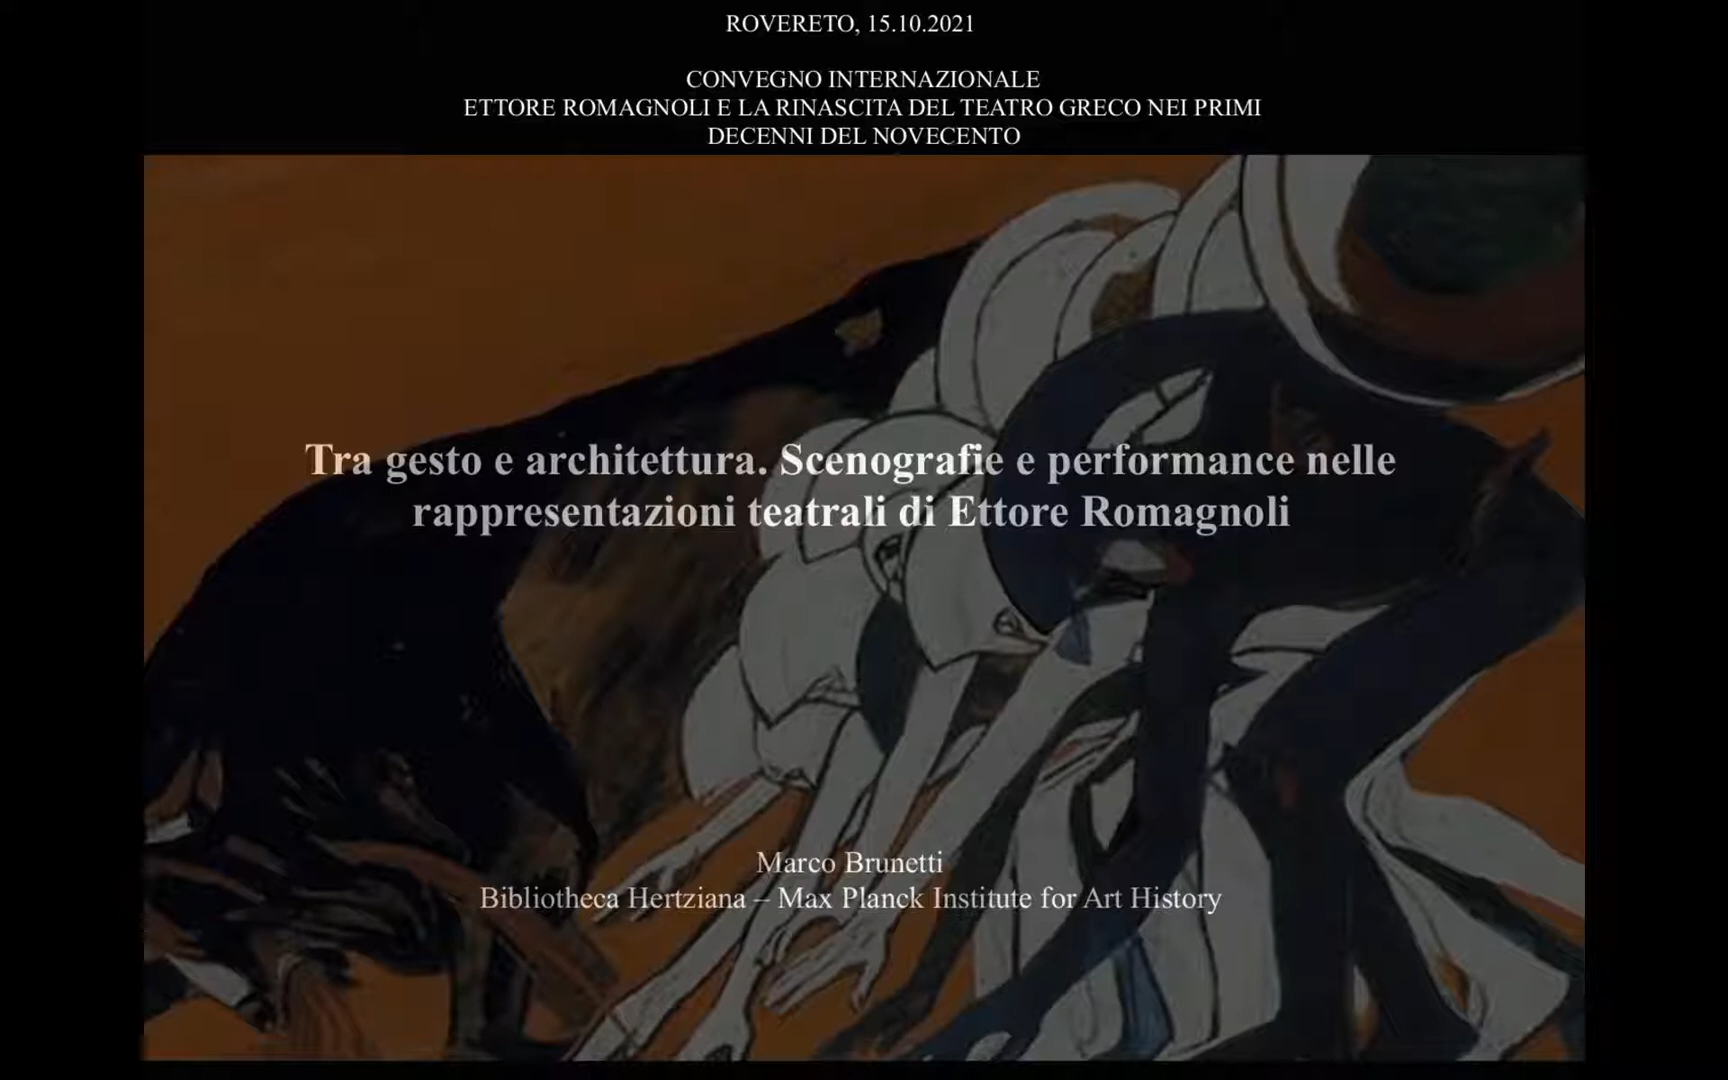 ROVERETO, 15.10.2021
CONVEGNO INTERNAZIONALE
ETTORE ROMAGNOLI E LA RINASCITA DEL TEATRO GRECO NEI PRIMI
DECENNI DEL NOVECENTO
Tra gesto e architettura. Scenografie e performance nelle
rappresentazioni teatrali di Ettore Romagnoli
Marco Brunetti
Bibliotheca Hertziana – Max Planck Institute for Art History